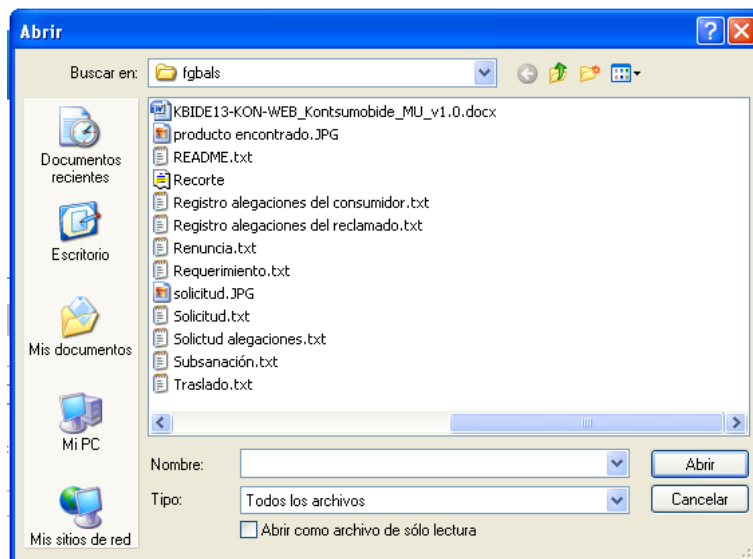 Abrir
Buscar en:
fgbals
Documentos
recientes
Escritorio
Mis documentos
Mi PC
Mis sitios de red
KBIDE13-KON-WEB_Kontsumobide_MU_v1.0.docx
producto encontrado.JPG
README.txt
Recorte
Registro alegaciones del consumidor.txt
Registro alegaciones del reclamado.txt
Renuncia.txt
Requerimiento.txt
solicitud.JPG
Solicitud.txt
Solictud alegaciones.txt
Subsanación.txt
Traslado.txt
Nombre:
Abrir
Tipo:
Todos los archivos
Cancelar
Abrir como archivo de sólo lectura